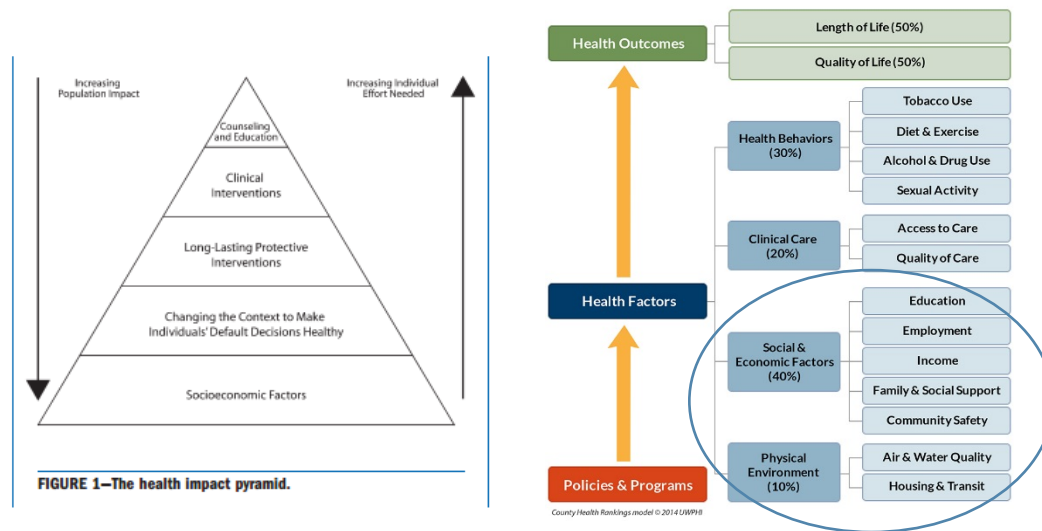 Increasing
Population Impact
Increasing Individual
Effort Needed
Counseling
and Education
Clinical
Interventions
Long-Lasting Protective
Interventions
Changing the Context to Make
Individuals' Default Decisions Healthy
Socioeconomic Factors
FIGURE 1—The health impact pyramid.
Health Outcomes
Length of Life (50%)
Quality of Life (50%)
Health Factors
Health Behaviors
(30%)
Tobacco Use
Diet & Exercise
Alcohol & Drug Use
Sexual Activity
Clinical Care
(20%)
Access to Care
Quality of Care
Social &
Economic Factors
(40%)
Education
Employment
Income
Family & Social Support
Community Safety
Physical
Environment
(10%)
Air & Water Quality
Housing & Transit
Policies & Programs
County Health Rankings model © 2014 UWPHI